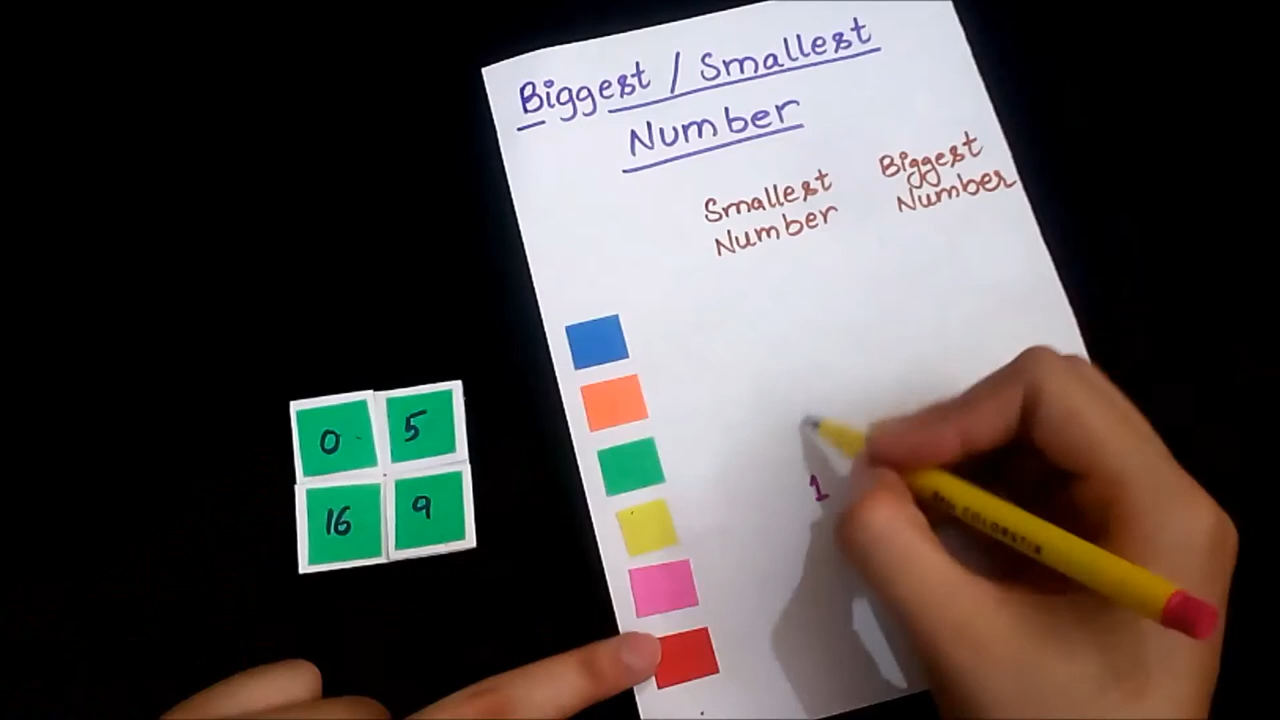 Biggest / Smallest
Number
Smallest
Number
Biggest
Number
0 5
16 9
1